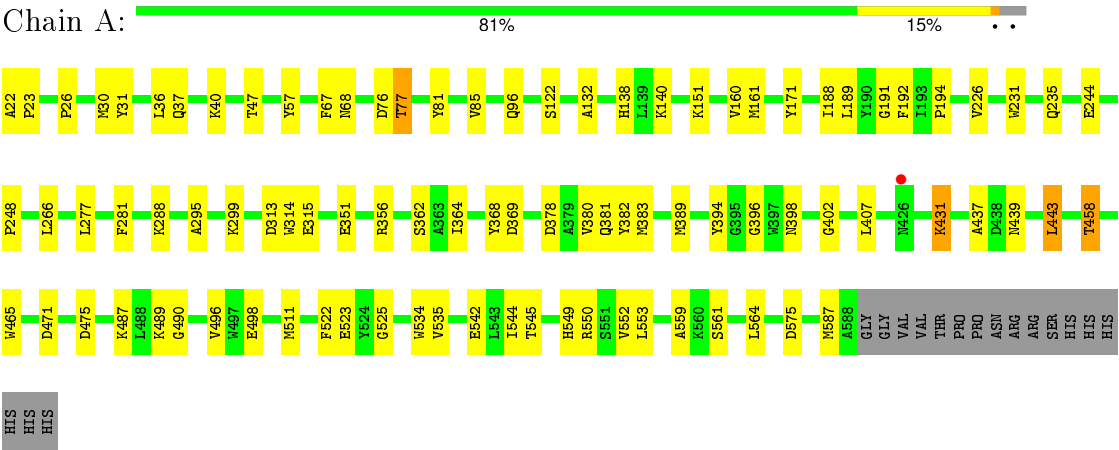 Chain A:
81% 15% • •
A22 P23 P26 M30 Y31 L36 Q37 K40 T47 Y57 F67 N68 D76 T77 Y81 V85 Q96 S122 A132 H138 L139 K140 K151 V160 M161 Y171 I188 L189 Y190 G191 F192 I193 P194 V226 W231 Q235 E244
P248 L266 L277 F281 K288 A295 K299 D313 W314 E315 E351 R356 S362 A363 I364 Y368 D369 D378 A379 V380 Q381 Y382 M383 M389 Y394 G395 G396 W397 N398 G402 L407 N426 K431 A437 D438 N439 L443 T458
W465 D471 D475 K487 L488 K489 G490 V496 W497 E498 M511 F522 E523 Y524 G525 W534 V535 E542 L543 I544 T545 H549 R550 S551 V552 L553 A559 K560 S561 L564 D575 M587 A588 GLY GLY VAL VAL THR PRO PRO ASN ARG ARG SER HIS HIS HIS
HIS HIS HIS